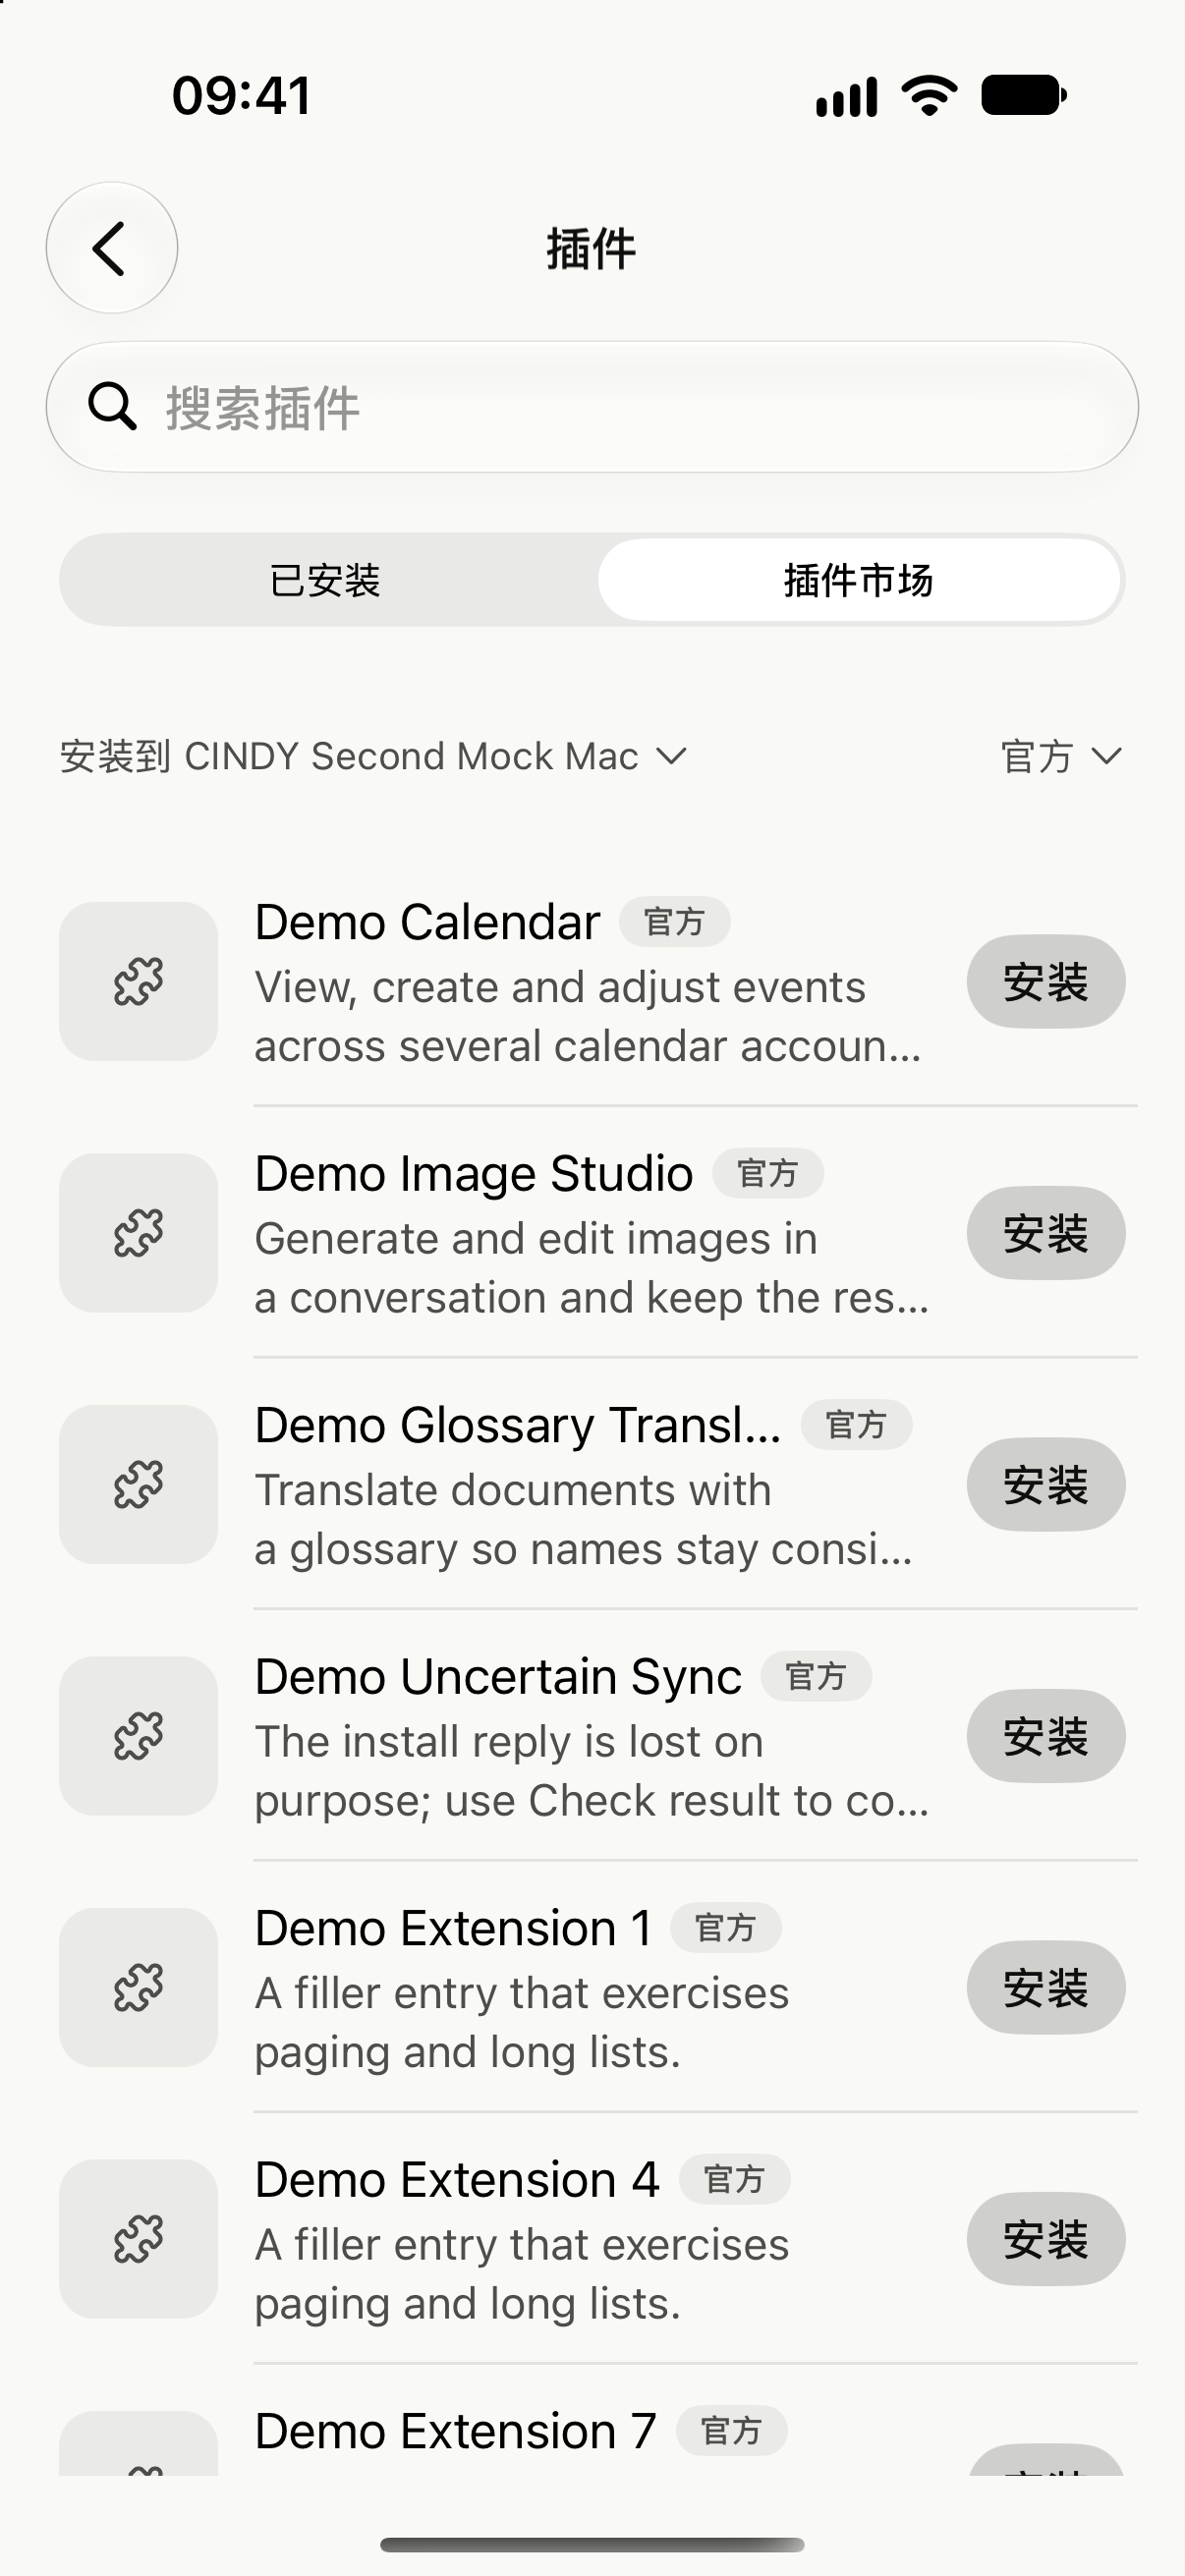 09:41
插件
搜索插件
已安装
插件市场
安装到 CINDY Second Mock Mac
官方
Demo Calendar 官方
View, create and adjust events
across several calendar accoun...
安装
Demo Image Studio 官方
Generate and edit images in
a conversation and keep the res...
安装
Demo Glossary Transl... 官方
Translate documents with
a glossary so names stay consi...
安装
Demo Uncertain Sync 官方
The install reply is lost on
purpose; use Check result to co...
安装
Demo Extension 1 官方
A filler entry that exercises
paging and long lists.
安装
Demo Extension 4 官方
A filler entry that exercises
paging and long lists.
安装
Demo Extension 7 官方